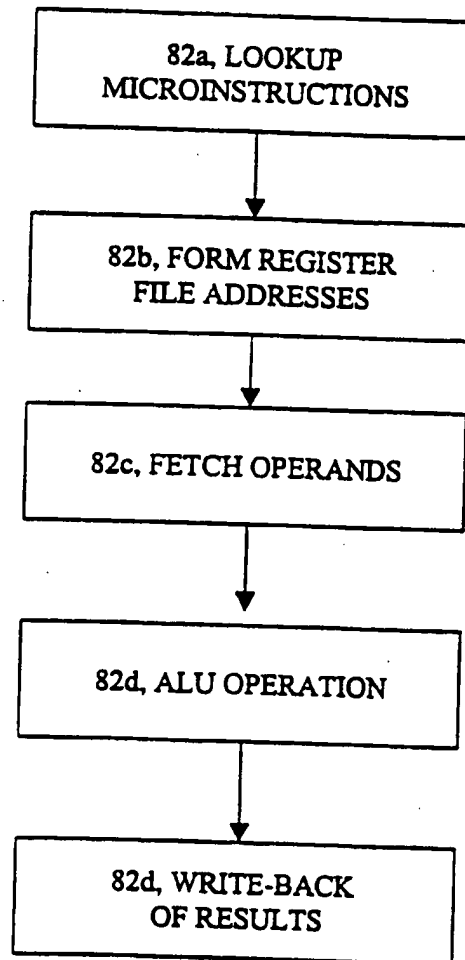 82a, LOOKUP
MICROINSTRUCTIONS
82b, FORM REGISTER
FILE ADDRESSES
82c, FETCH OPERANDS
82d, ALU OPERATION
82d, WRITE-BACK
OF RESULTS